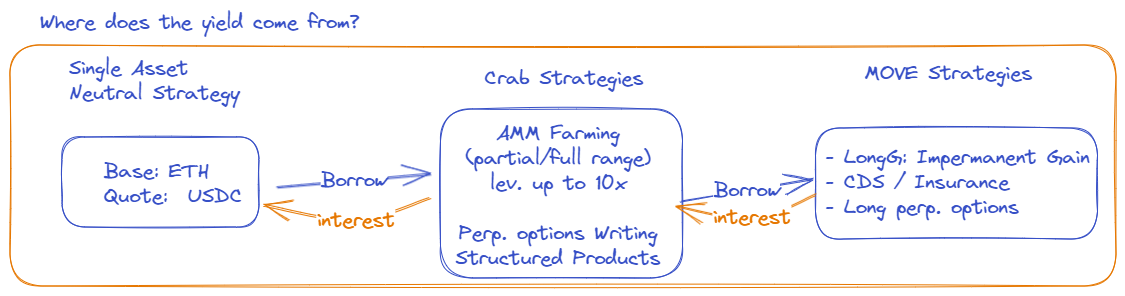 Where does the yield come from?
Single Asset
Neutral Strategy
Crab Strategies
MOVE Strategies
Base: ETH
Quote: USDC
Borrow
interest
AMM Farming
(partial/full range)
lev. up to 10x
Perp. options Writing
Structured Products
Borrow
interest
- LongG: Impermanent Gain
- CDS / Insurance
- Long perp. options